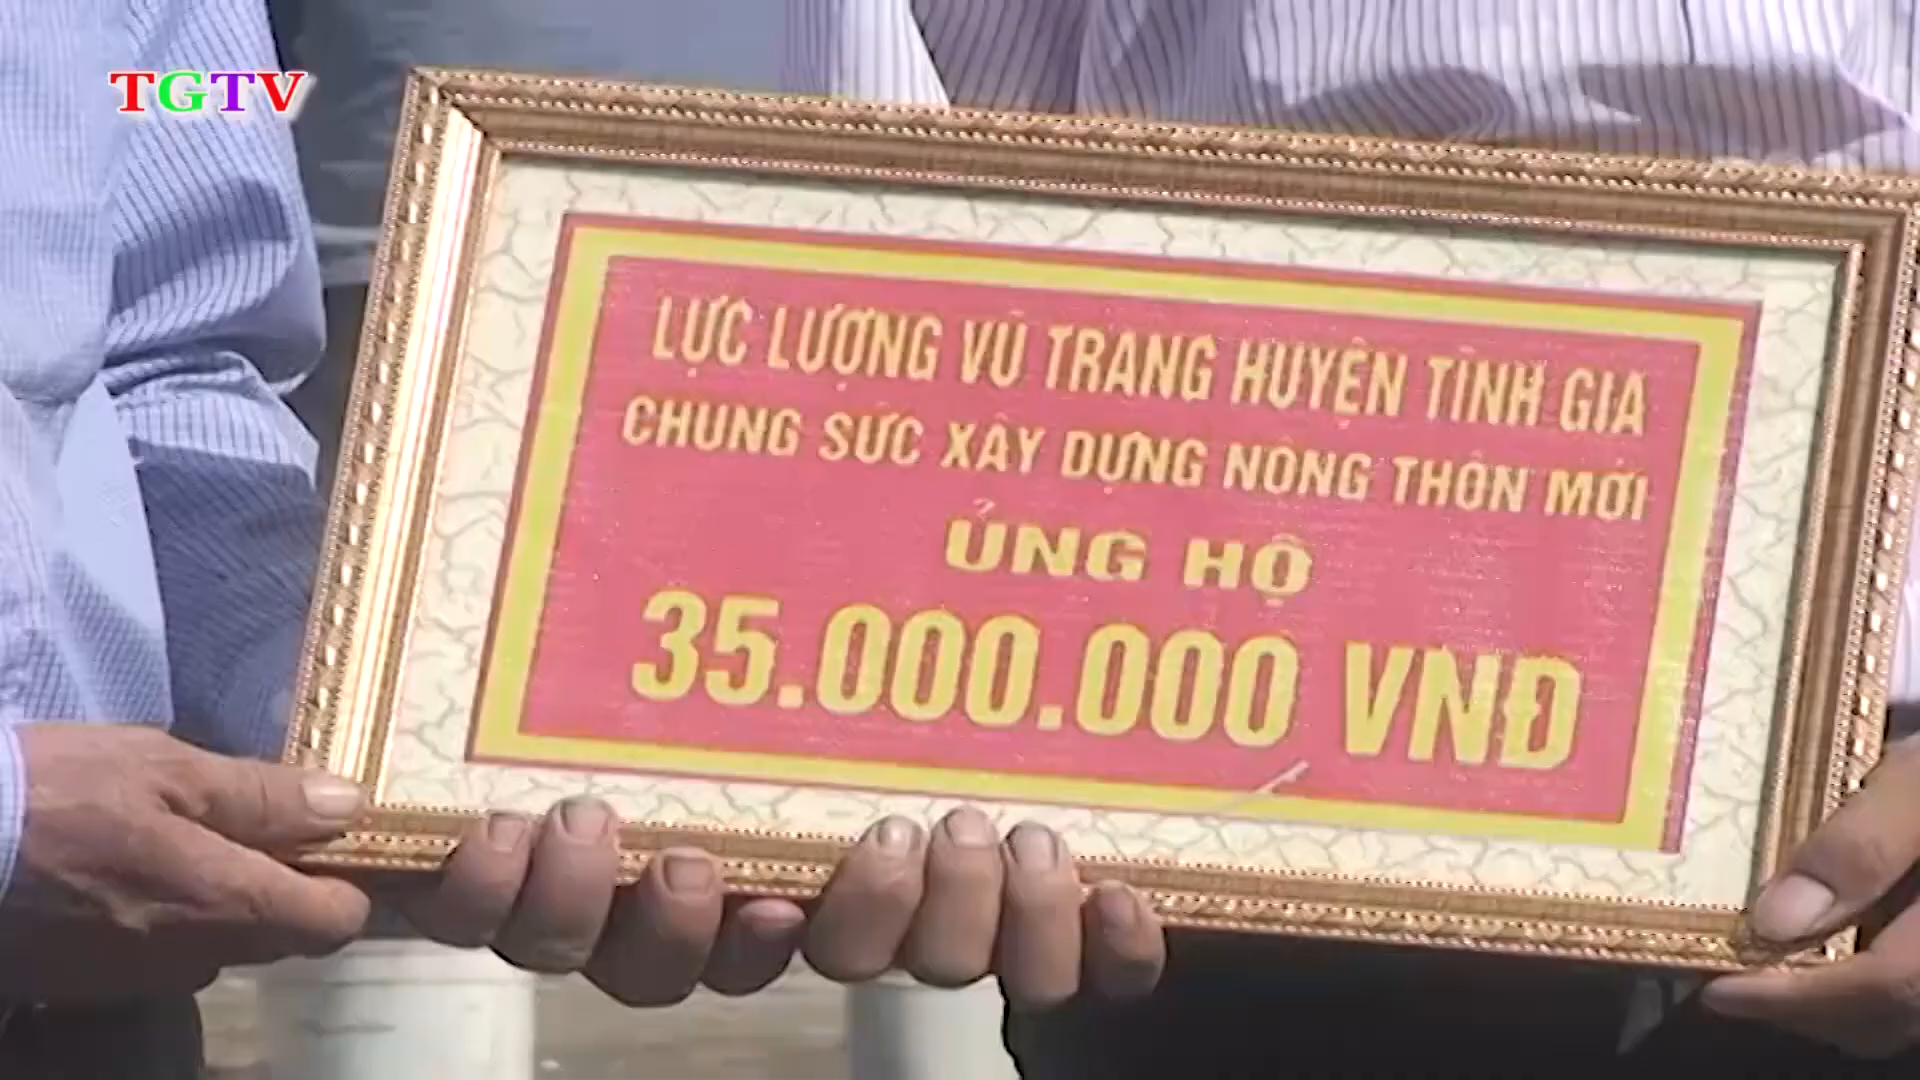 TGTV
LỰC LƯỢNG VŨ TRANG HUYỆN TĨNH GIA
CHUNG SỨC XÂY DỰNG NÔNG THÔN MỚI
ỦNG HỘ
35.000.000 VNĐ